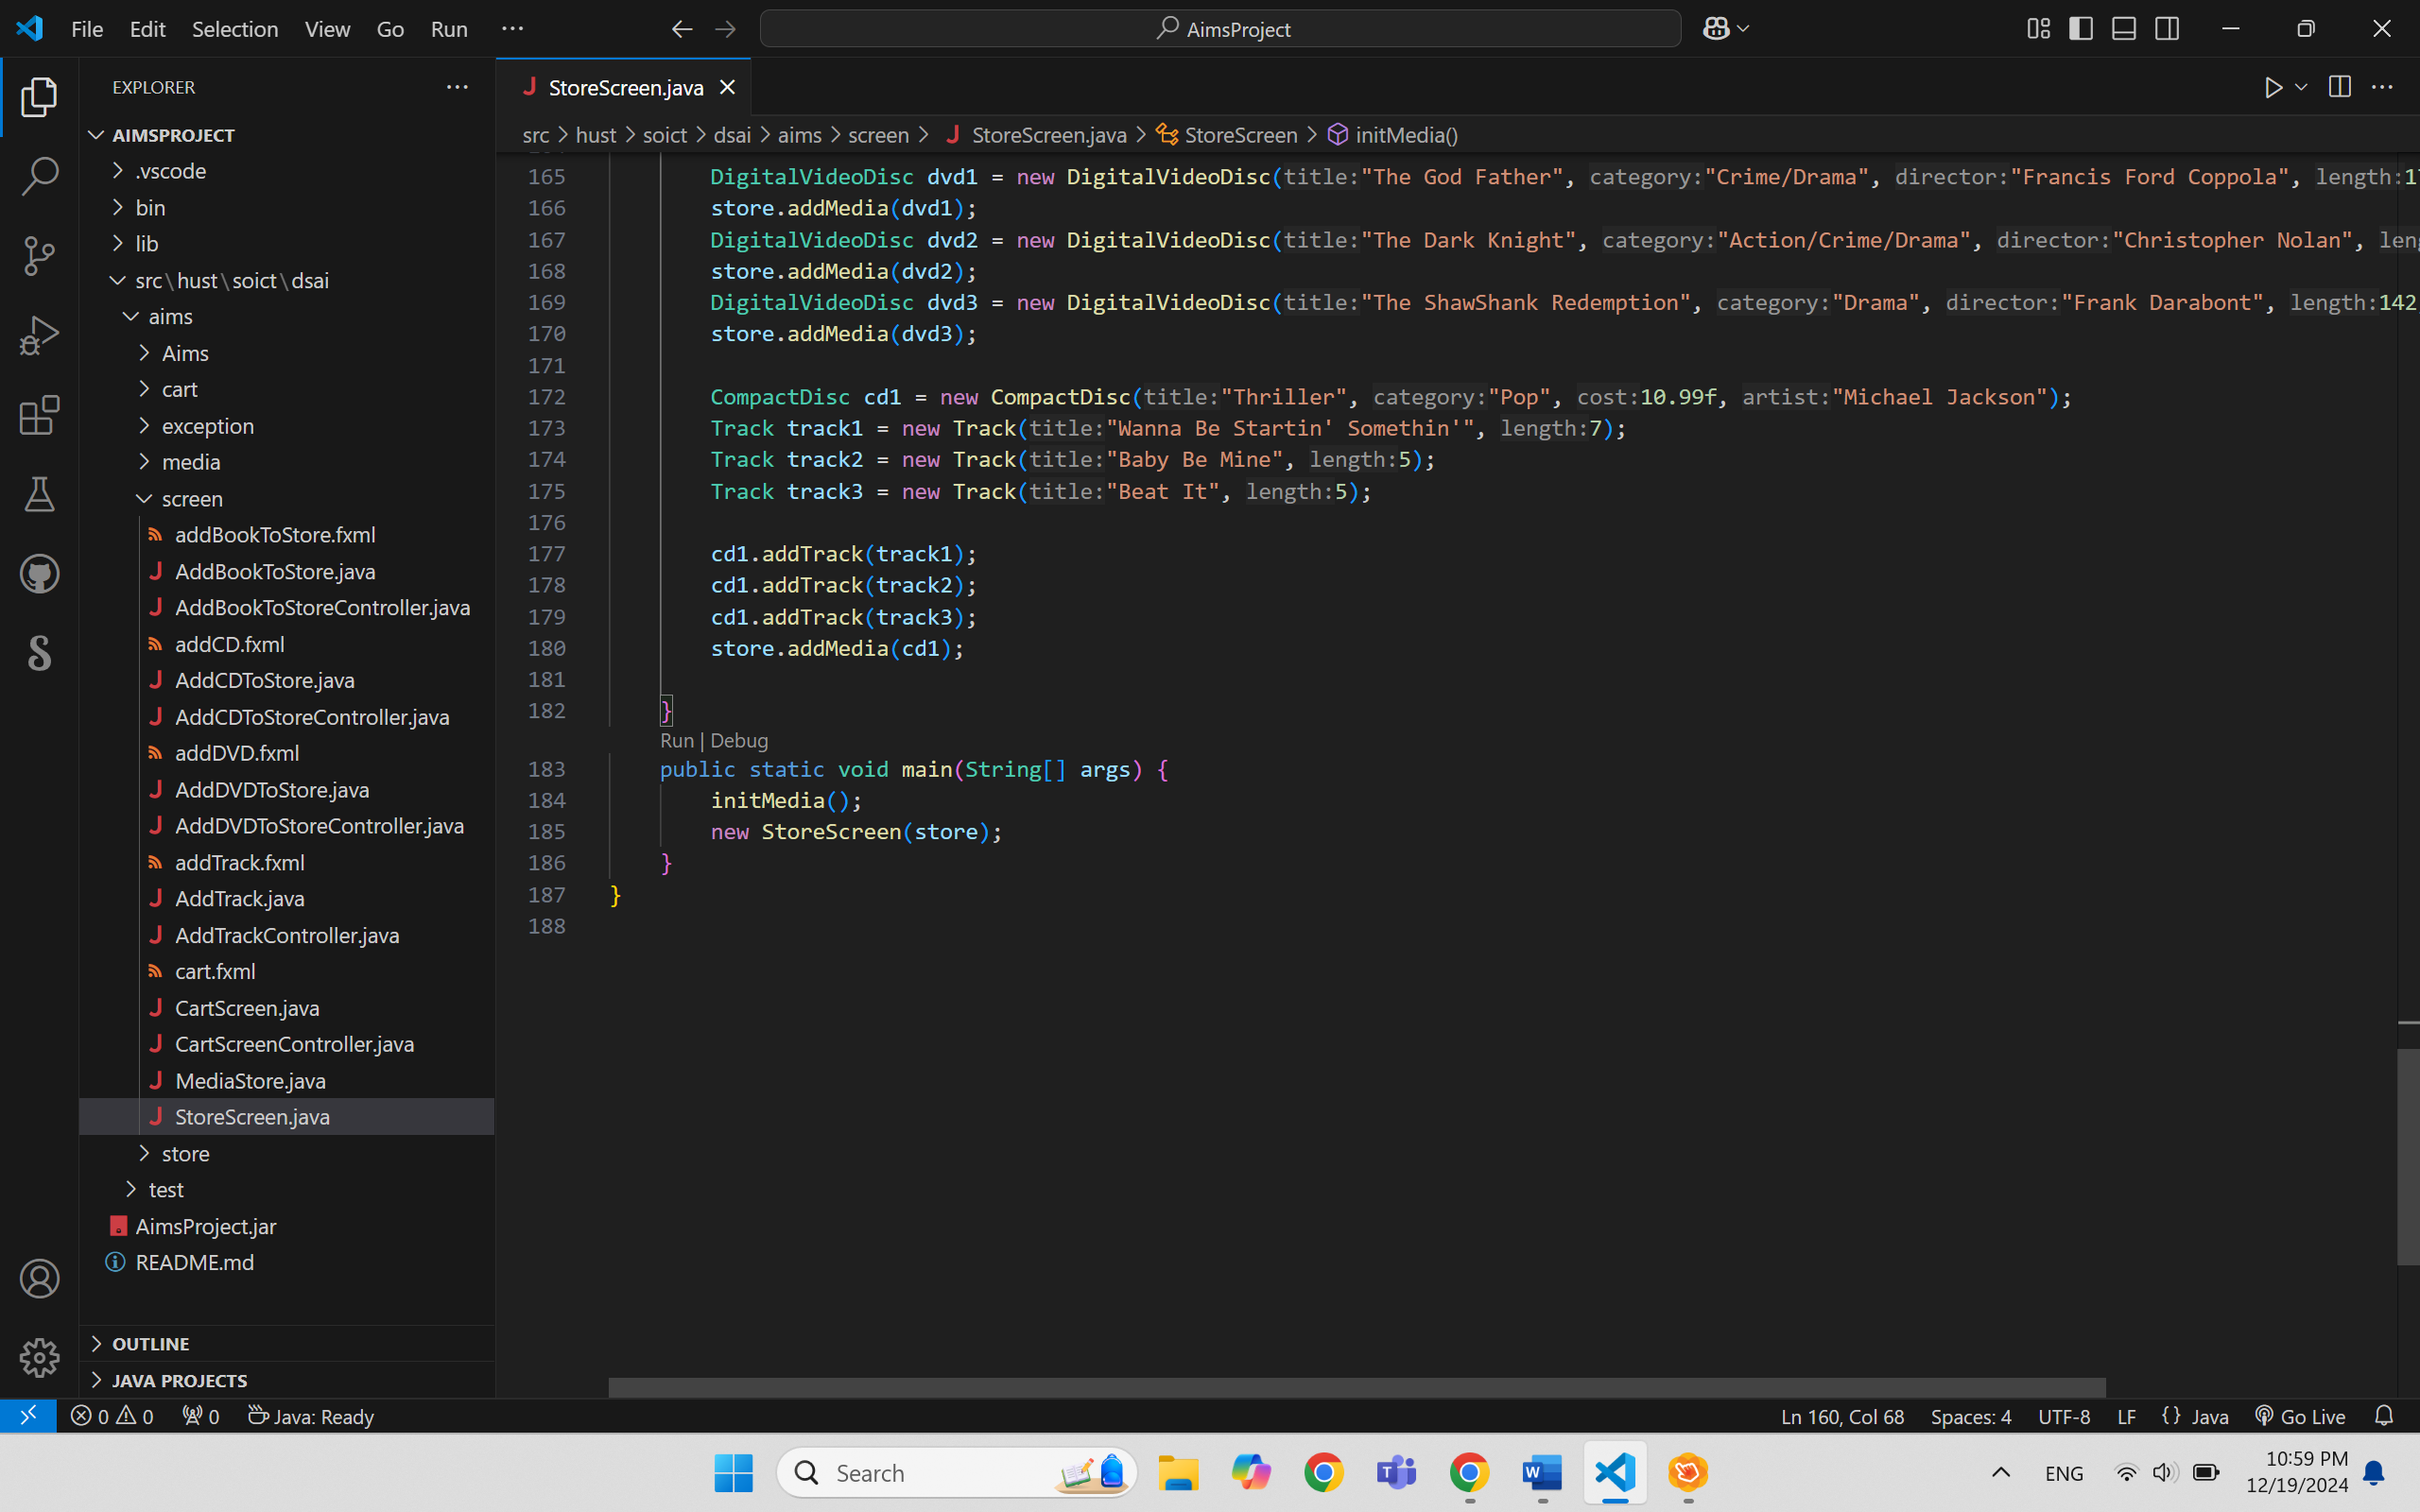 File Edit Selection View Go Run ··· AimsProject
EXPLORER ···
AIMSPROJECT
.vscode
bin
lib
src\hust\soict\dsai
aims
Aims
cart
exception
media
screen
addBookToStore.fxml
AddBookToStore.java
AddBookToStoreController.java
addCD.fxml
AddCDToStore.java
AddCDToStoreController.java
addDVD.fxml
AddDVDToStore.java
AddDVDToStoreController.java
addTrack.fxml
AddTrack.java
AddTrackController.java
cart.fxml
CartScreen.java
CartScreenController.java
MediaStore.java
StoreScreen.java
store
test
AimsProject.jar
README.md
OUTLINE
JAVA PROJECTS
StoreScreen.java
src > hust > soict > dsai > aims > screen > StoreScreen.java > StoreScreen > initMedia()
165 DigitalVideoDisc dvd1 = new DigitalVideoDisc(title:"The God Father", category:"Crime/Drama", director:"Francis Ford Coppola", length:17
166 store.addMedia(dvd1);
167 DigitalVideoDisc dvd2 = new DigitalVideoDisc(title:"The Dark Knight", category:"Action/Crime/Drama", director:"Christopher Nolan", leng
168 store.addMedia(dvd2);
169 DigitalVideoDisc dvd3 = new DigitalVideoDisc(title:"The ShawShank Redemption", category:"Drama", director:"Frank Darabont", length:142
170 store.addMedia(dvd3);
171
172 CompactDisc cd1 = new CompactDisc(title:"Thriller", category:"Pop", cost:10.99f, artist:"Michael Jackson");
173 Track track1 = new Track(title:"Wanna Be Startin' Somethin'", length:7);
174 Track track2 = new Track(title:"Baby Be Mine", length:5);
175 Track track3 = new Track(title:"Beat It", length:5);
176
177 cd1.addTrack(track1);
178 cd1.addTrack(track2);
179 cd1.addTrack(track3);
180 store.addMedia(cd1);
181
182 }
Run | Debug
183 public static void main(String[] args) {
184 initMedia();
185 new StoreScreen(store);
186 }
187 }
188
0 0 0 Java: Ready Ln 160, Col 68 Spaces: 4 UTF-8 LF {} Java Go Live
Search ENG 10:59 PM
12/19/2024